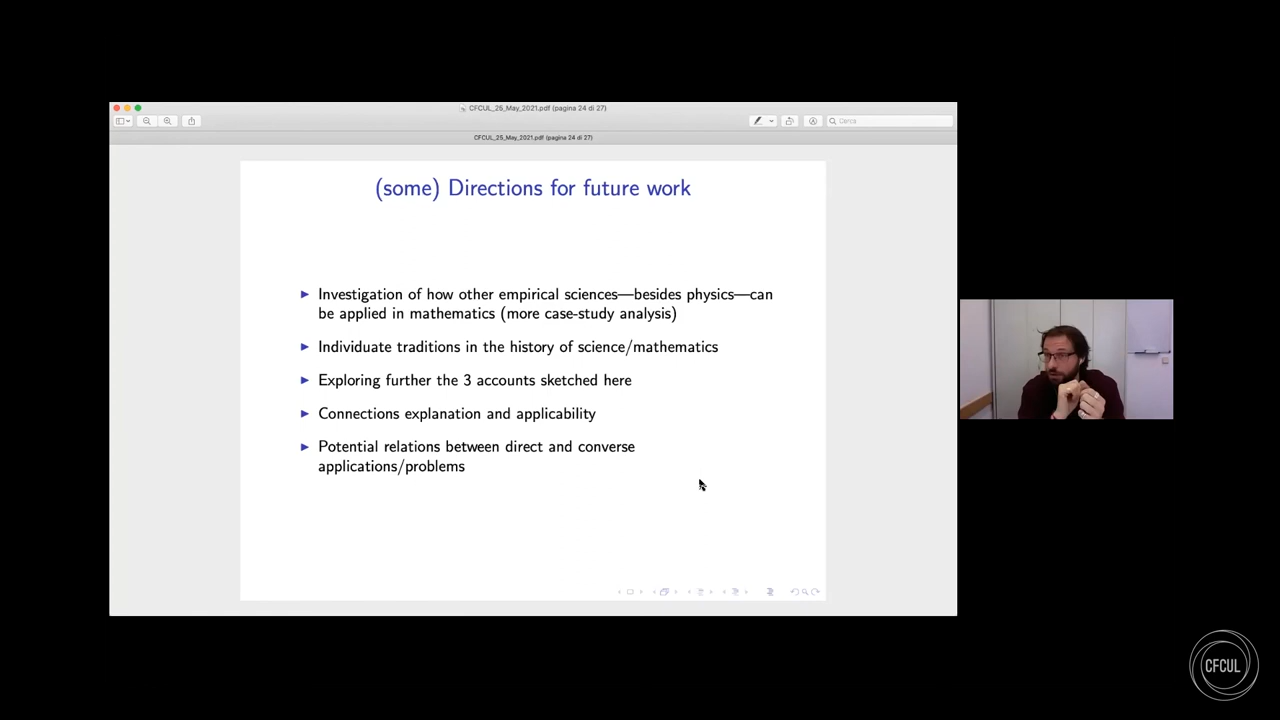 CFCUL_25_May_2021.pdf (pagina 24 di 27)
Cerca
CFCUL_25_May_2021.pdf (pagina 24 di 27)
(some) Directions for future work
Investigation of how other empirical sciences—besides physics—can
be applied in mathematics (more case-study analysis)
Individuate traditions in the history of science/mathematics
Exploring further the 3 accounts sketched here
Connections explanation and applicability
Potential relations between direct and converse
applications/problems
CFCUL